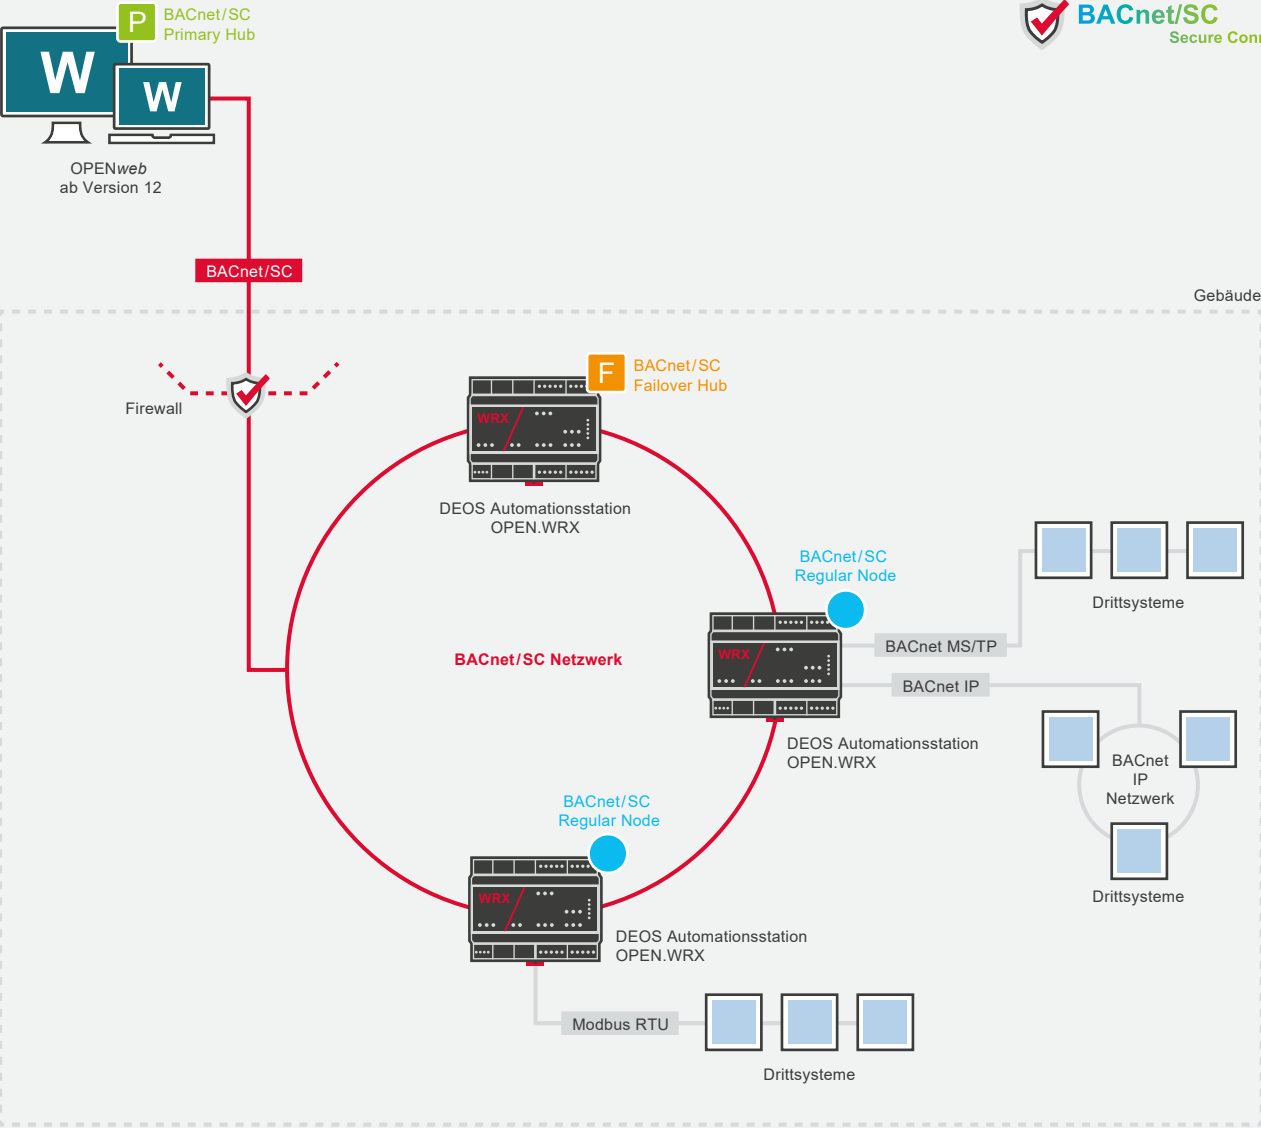 P
BACnet/SC
Primary Hub
W
W
OPENweb
ab Version 12
BACnet/SC
Secure Conn
BACnet/SC
Gebäude
Firewall
F
BACnet/SC
Failover Hub
WRX
DEOS Automationsstation
OPEN.WRX
BACnet/SC
Regular Node
WRX
BACnet/SC Netzwerk
BACnet MS/TP
Drittsysteme
BACnet IP
DEOS Automationsstation
OPEN.WRX
BACnet
IP
Netzwerk
Drittsysteme
BACnet/SC
Regular Node
WRX
DEOS Automationsstation
OPEN.WRX
Modbus RTU
Drittsysteme